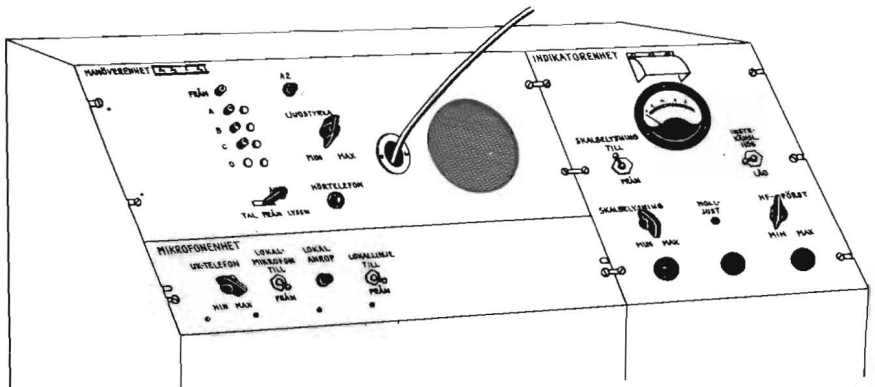 MANÖVERENHET
FRÅN
A
B
C
D
A2
LJUDSTYRKA
MIN MAX
TAL FRÅN LYSSN
HÖRTELEFON
INDIKATORENHET
SKALBELYSNING
TILL
FRÅN
INSTR-
KÄNSL
HÖG
LÅG
SKALBELYSNING
MIN MAX
NOLL-
JUST
HF-FÖRST
MIN MAX
MIKROFONENHET
UK-TELEFON
MIN MAX
LOKAL-
MIKROFON
TILL
FRÅN
LOKAL
ANROP
LOKALLINJE
TILL
FRÅN